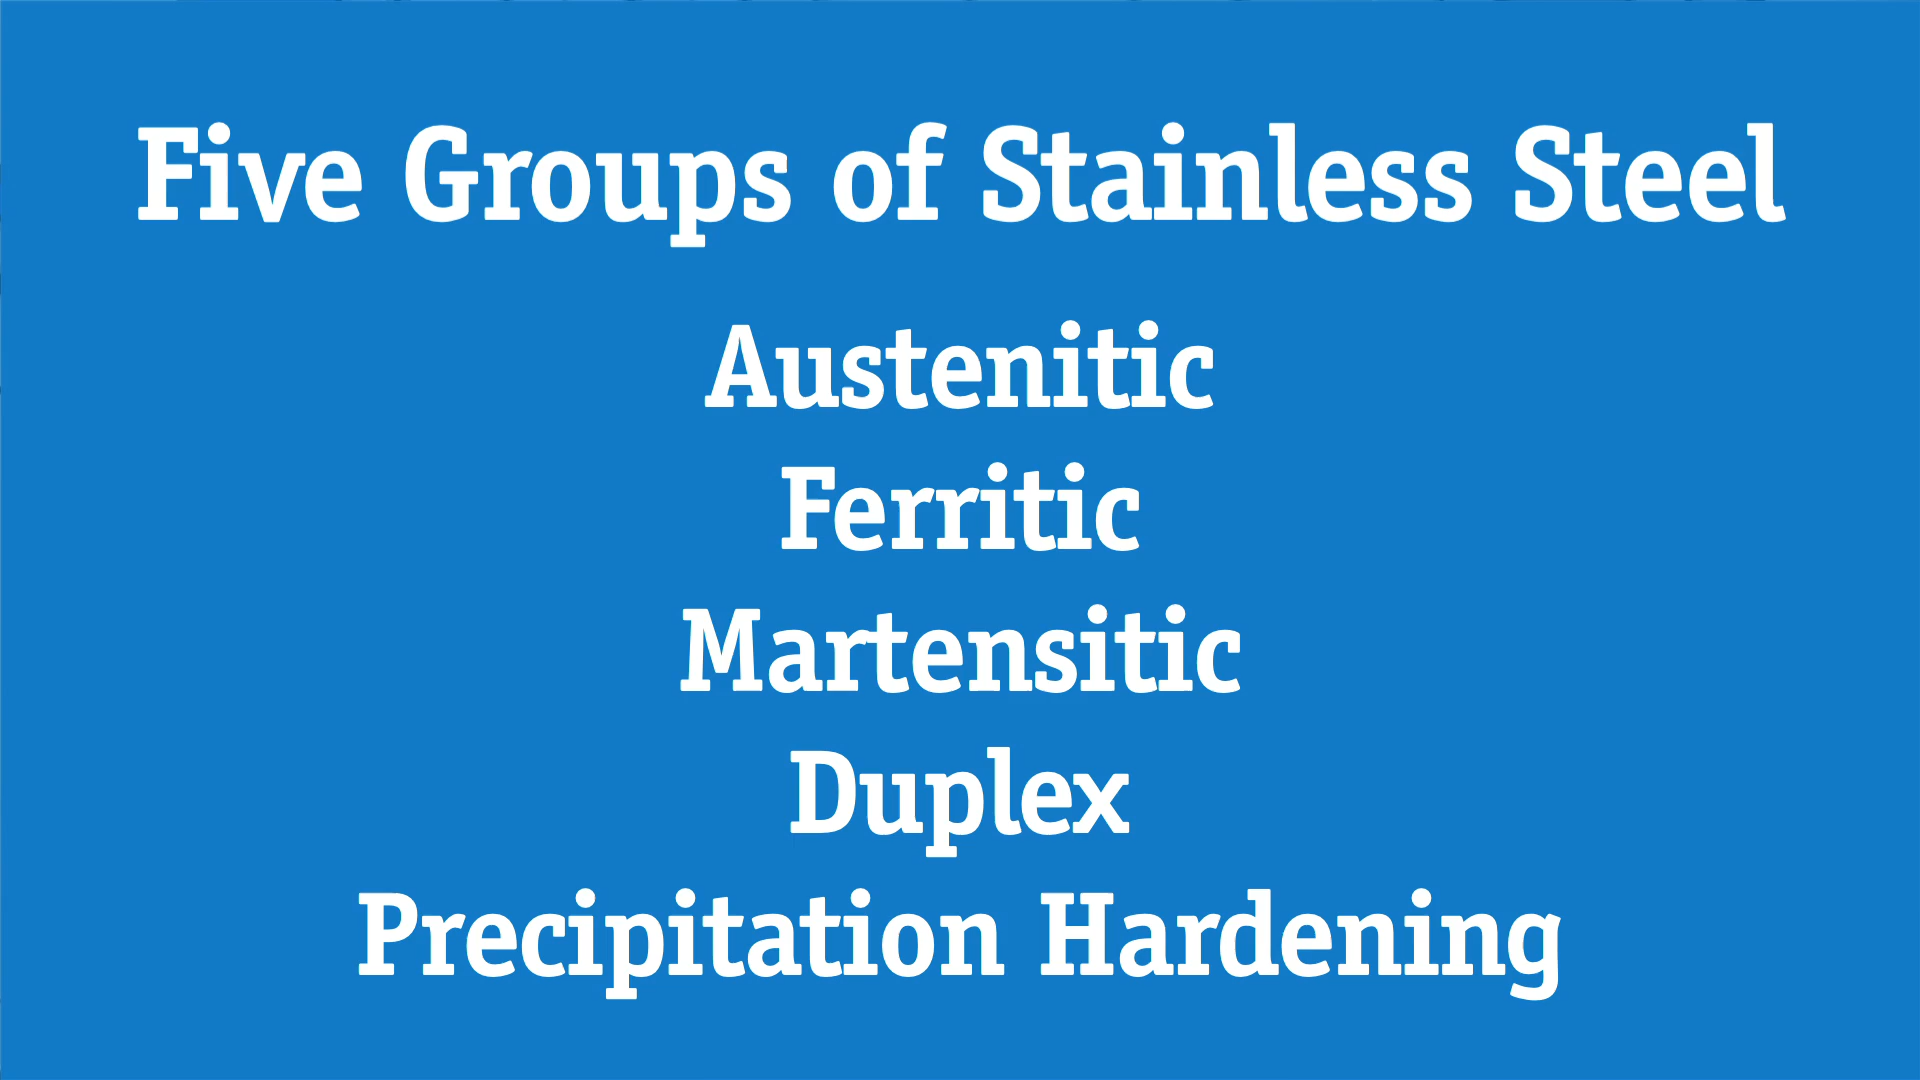 Five Groups of Stainless Steel
Austenitic
Ferritic
Martensitic
Duplex
Precipitation Hardening